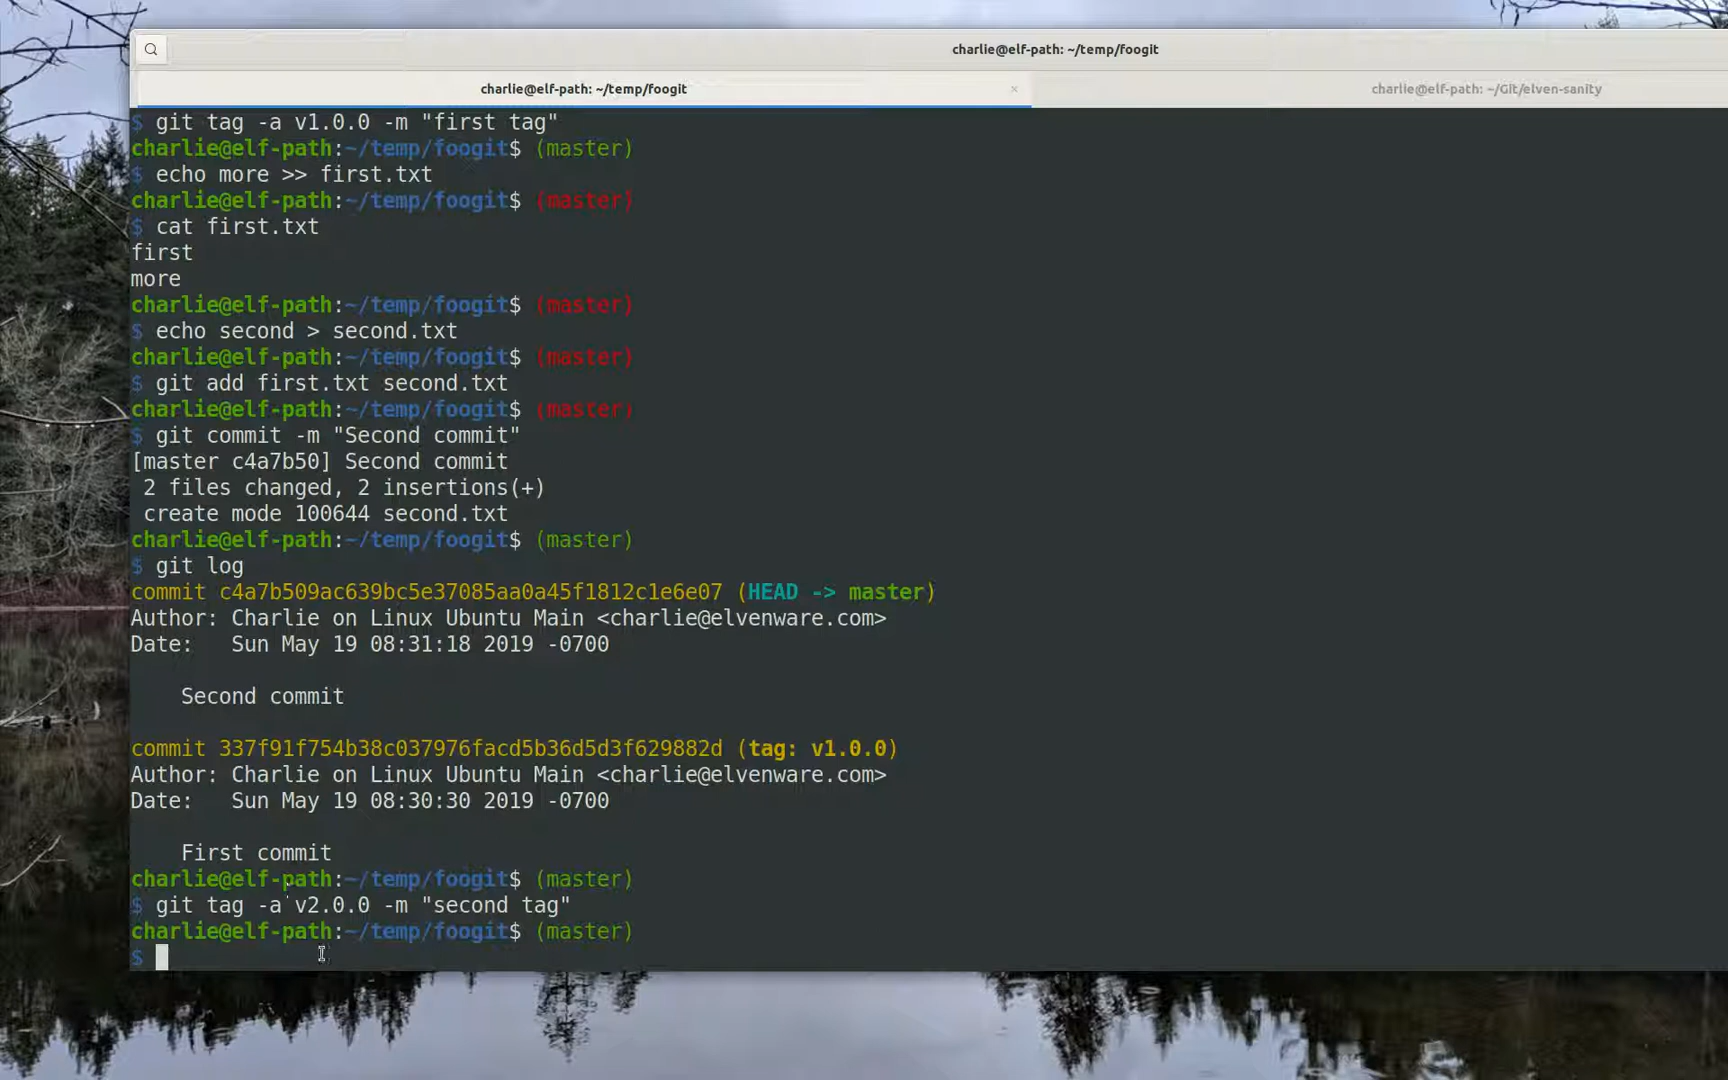 charlie@elf-path: ~/temp/foogit
charlie@elf-path: ~/temp/foogit ×
charlie@elf-path: ~/Git/elven-sanity
$ git tag -a v1.0.0 -m "first tag"
charlie@elf-path:~/temp/foogit$ (master)
$ echo more >> first.txt
charlie@elf-path:~/temp/foogit$ (master)
$ cat first.txt
first
more
charlie@elf-path:~/temp/foogit$ (master)
$ echo second > second.txt
charlie@elf-path:~/temp/foogit$ (master)
$ git add first.txt second.txt
charlie@elf-path:~/temp/foogit$ (master)
$ git commit -m "Second commit"
[master c4a7b50] Second commit
 2 files changed, 2 insertions(+)
 create mode 100644 second.txt
charlie@elf-path:~/temp/foogit$ (master)
$ git log
commit c4a7b509ac639bc5e37085aa0a45f1812c1e6e07 (HEAD -> master)
Author: Charlie on Linux Ubuntu Main <charlie@elvenware.com>
Date:   Sun May 19 08:31:18 2019 -0700
    Second commit
commit 337f91f754b38c037976facd5b36d5d3f629882d (tag: v1.0.0)
Author: Charlie on Linux Ubuntu Main <charlie@elvenware.com>
Date:   Sun May 19 08:30:30 2019 -0700
    First commit
charlie@elf-path:~/temp/foogit$ (master)
$ git tag -a v2.0.0 -m "second tag"
charlie@elf-path:~/temp/foogit$ (master)
$